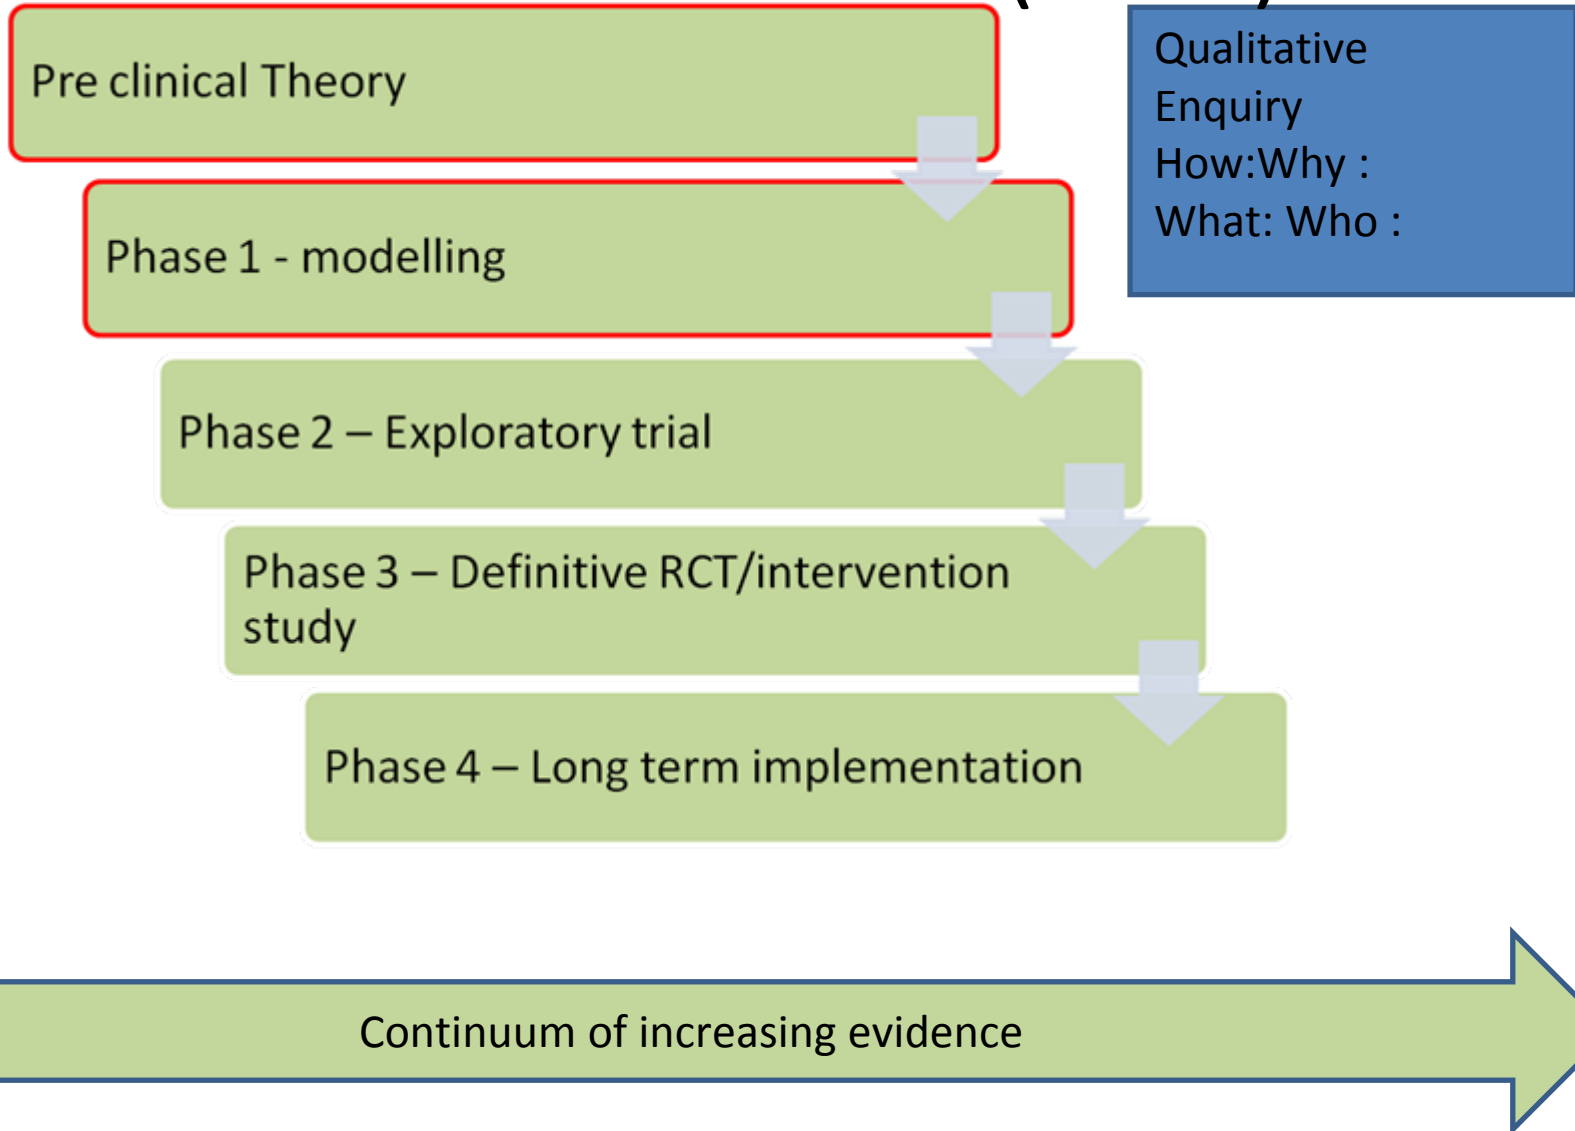 Pre clinical Theory
Qualitative
Enquiry
How:Why :
What: Who :
Phase 1 - modelling
Phase 2 – Exploratory trial
Phase 3 – Definitive RCT/intervention
study
Phase 4 – Long term implementation
Continuum of increasing evidence